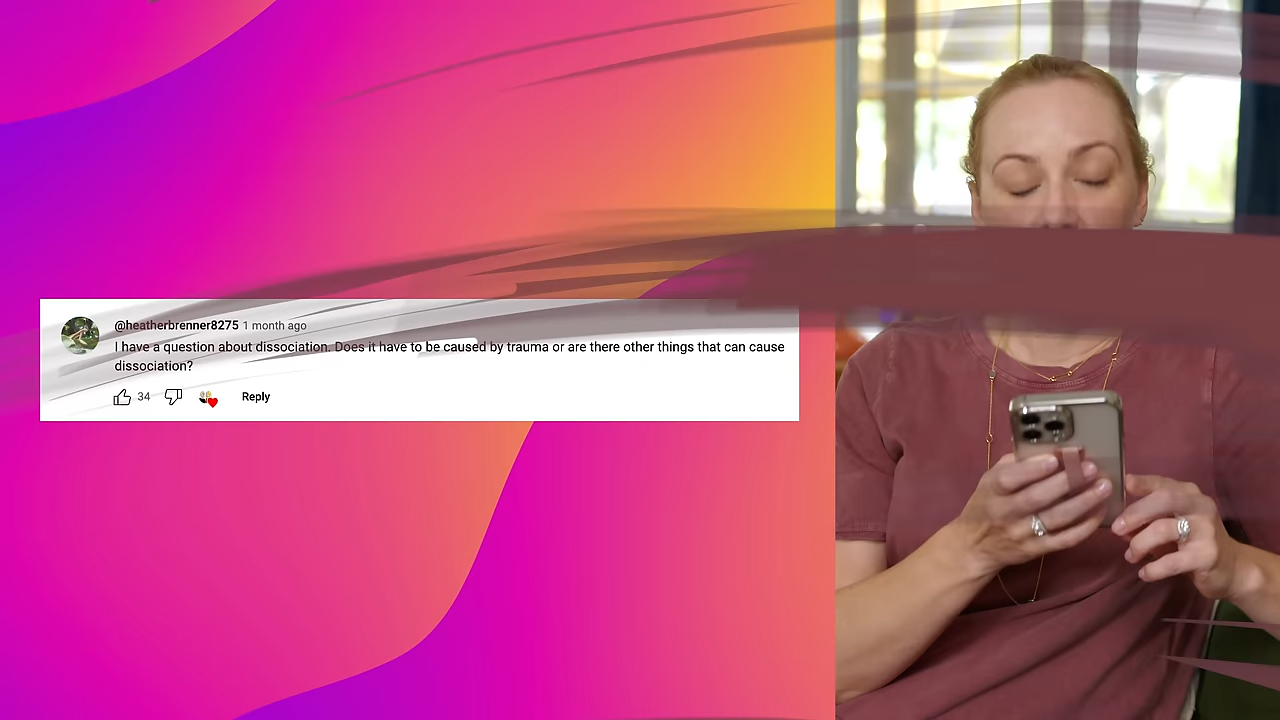 @heatherbrenner8275 1 month ago
I have a question about dissociation. Does it have to be caused by trauma or are there other things that can cause
dissociation?
34
Reply